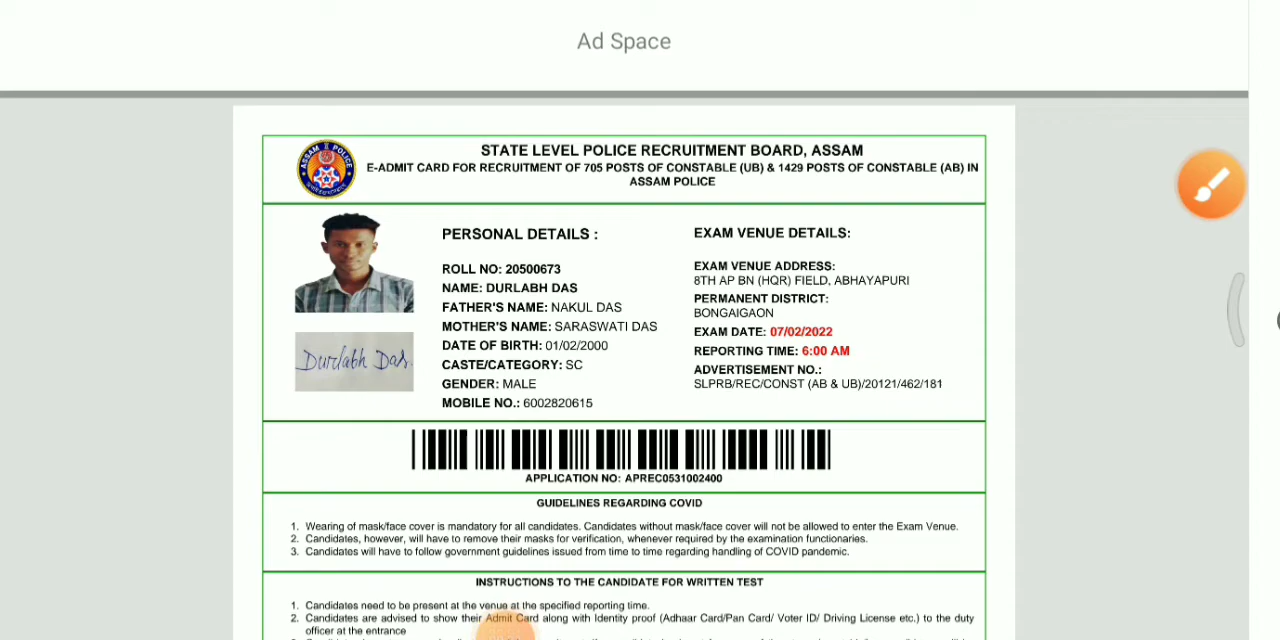 Ad Space
STATE LEVEL POLICE RECRUITMENT BOARD, ASSAM
E-ADMIT CARD FOR RECRUITMENT OF 705 POSTS OF CONSTABLE (UB) & 1429 POSTS OF CONSTABLE (AB) IN
ASSAM POLICE
ASSAM POLICE
PERSONAL DETAILS :
ROLL NO: 20500673
NAME: DURLABH DAS
FATHER'S NAME: NAKUL DAS
MOTHER'S NAME: SARASWATI DAS
DATE OF BIRTH: 01/02/2000
CASTE/CATEGORY: SC
GENDER: MALE
MOBILE NO.: 6002820615
Durlabh Das.
EXAM VENUE DETAILS:
EXAM VENUE ADDRESS:
8TH AP BN (HQR) FIELD, ABHAYAPURI
PERMANENT DISTRICT:
BONGAIGAON
EXAM DATE: 07/02/2022
REPORTING TIME: 6:00 AM
ADVERTISEMENT NO.:
SLPRB/REC/CONST (AB & UB)/20121/462/181
APPLICATION NO: APREC0531002400
GUIDELINES REGARDING COVID
1. Wearing of mask/face cover is mandatory for all candidates. Candidates without mask/face cover will not be allowed to enter the Exam Venue.
2. Candidates, however, will have to remove their masks for verification, whenever required by the examination functionaries.
3. Candidates will have to follow government guidelines issued from time to time regarding handling of COVID pandemic.
INSTRUCTIONS TO THE CANDIDATE FOR WRITTEN TEST
1. Candidates need to be present at the venue at the specified reporting time.
2. Candidates are advised to show their Admit Card along with Identity proof (Adhaar Card/Pan Card/ Voter ID/ Driving License etc.) to the duty
officer at the entrance